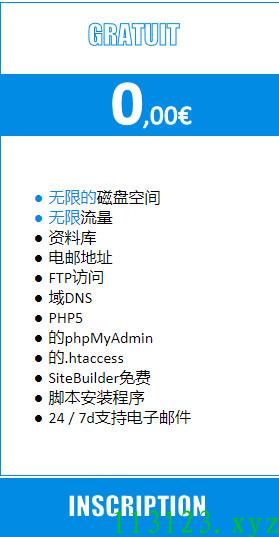 GRATUIT
0,00€
● 无限的磁盘空间
● 无限流量
● 资料库
● 电邮地址
● FTP访问
● 域DNS
● PHP5
● 的phpMyAdmin
● 的.htaccess
● SiteBuilder免费
● 脚本安装程序
● 24 / 7d支持电子邮件
INSCRIPTION
113123.xyz